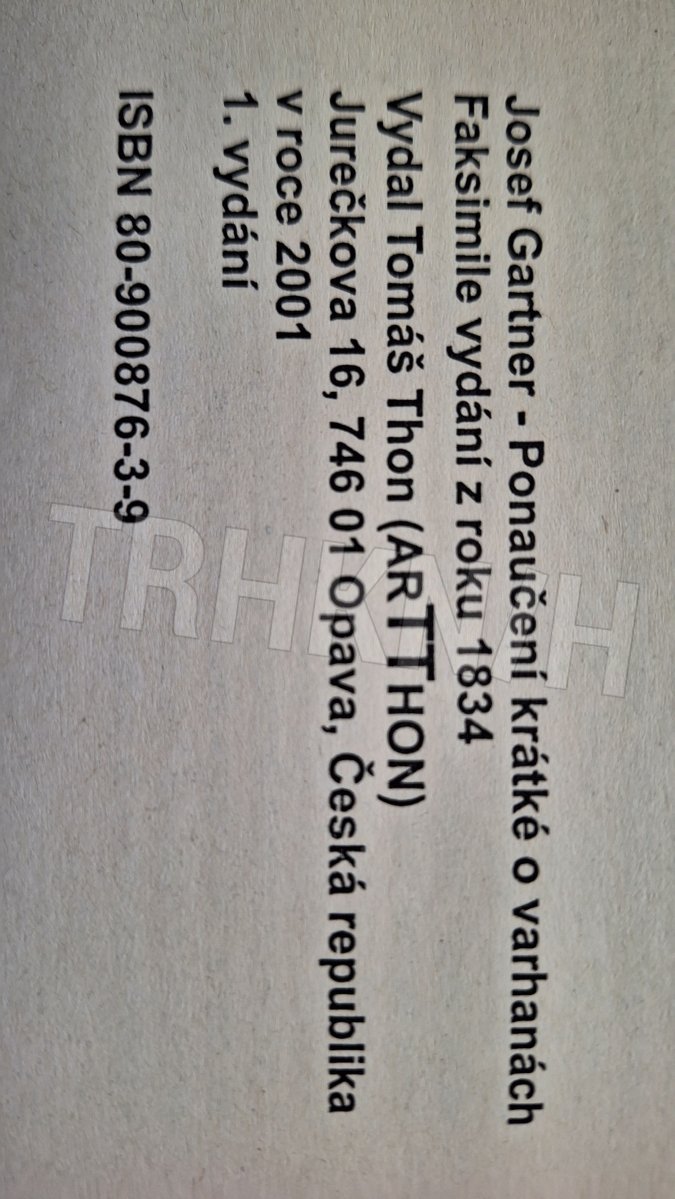 Josef Gartner - Ponaučení krátké o varhanách
Faksimile vydání z roku 1834
Vydal Tomáš Thon (ARTTHON)
Jurečkova 16, 746 01 Opava, Česká republika
v roce 2001
1. vydání
ISBN 80-900876-3-9
TRHKNIH